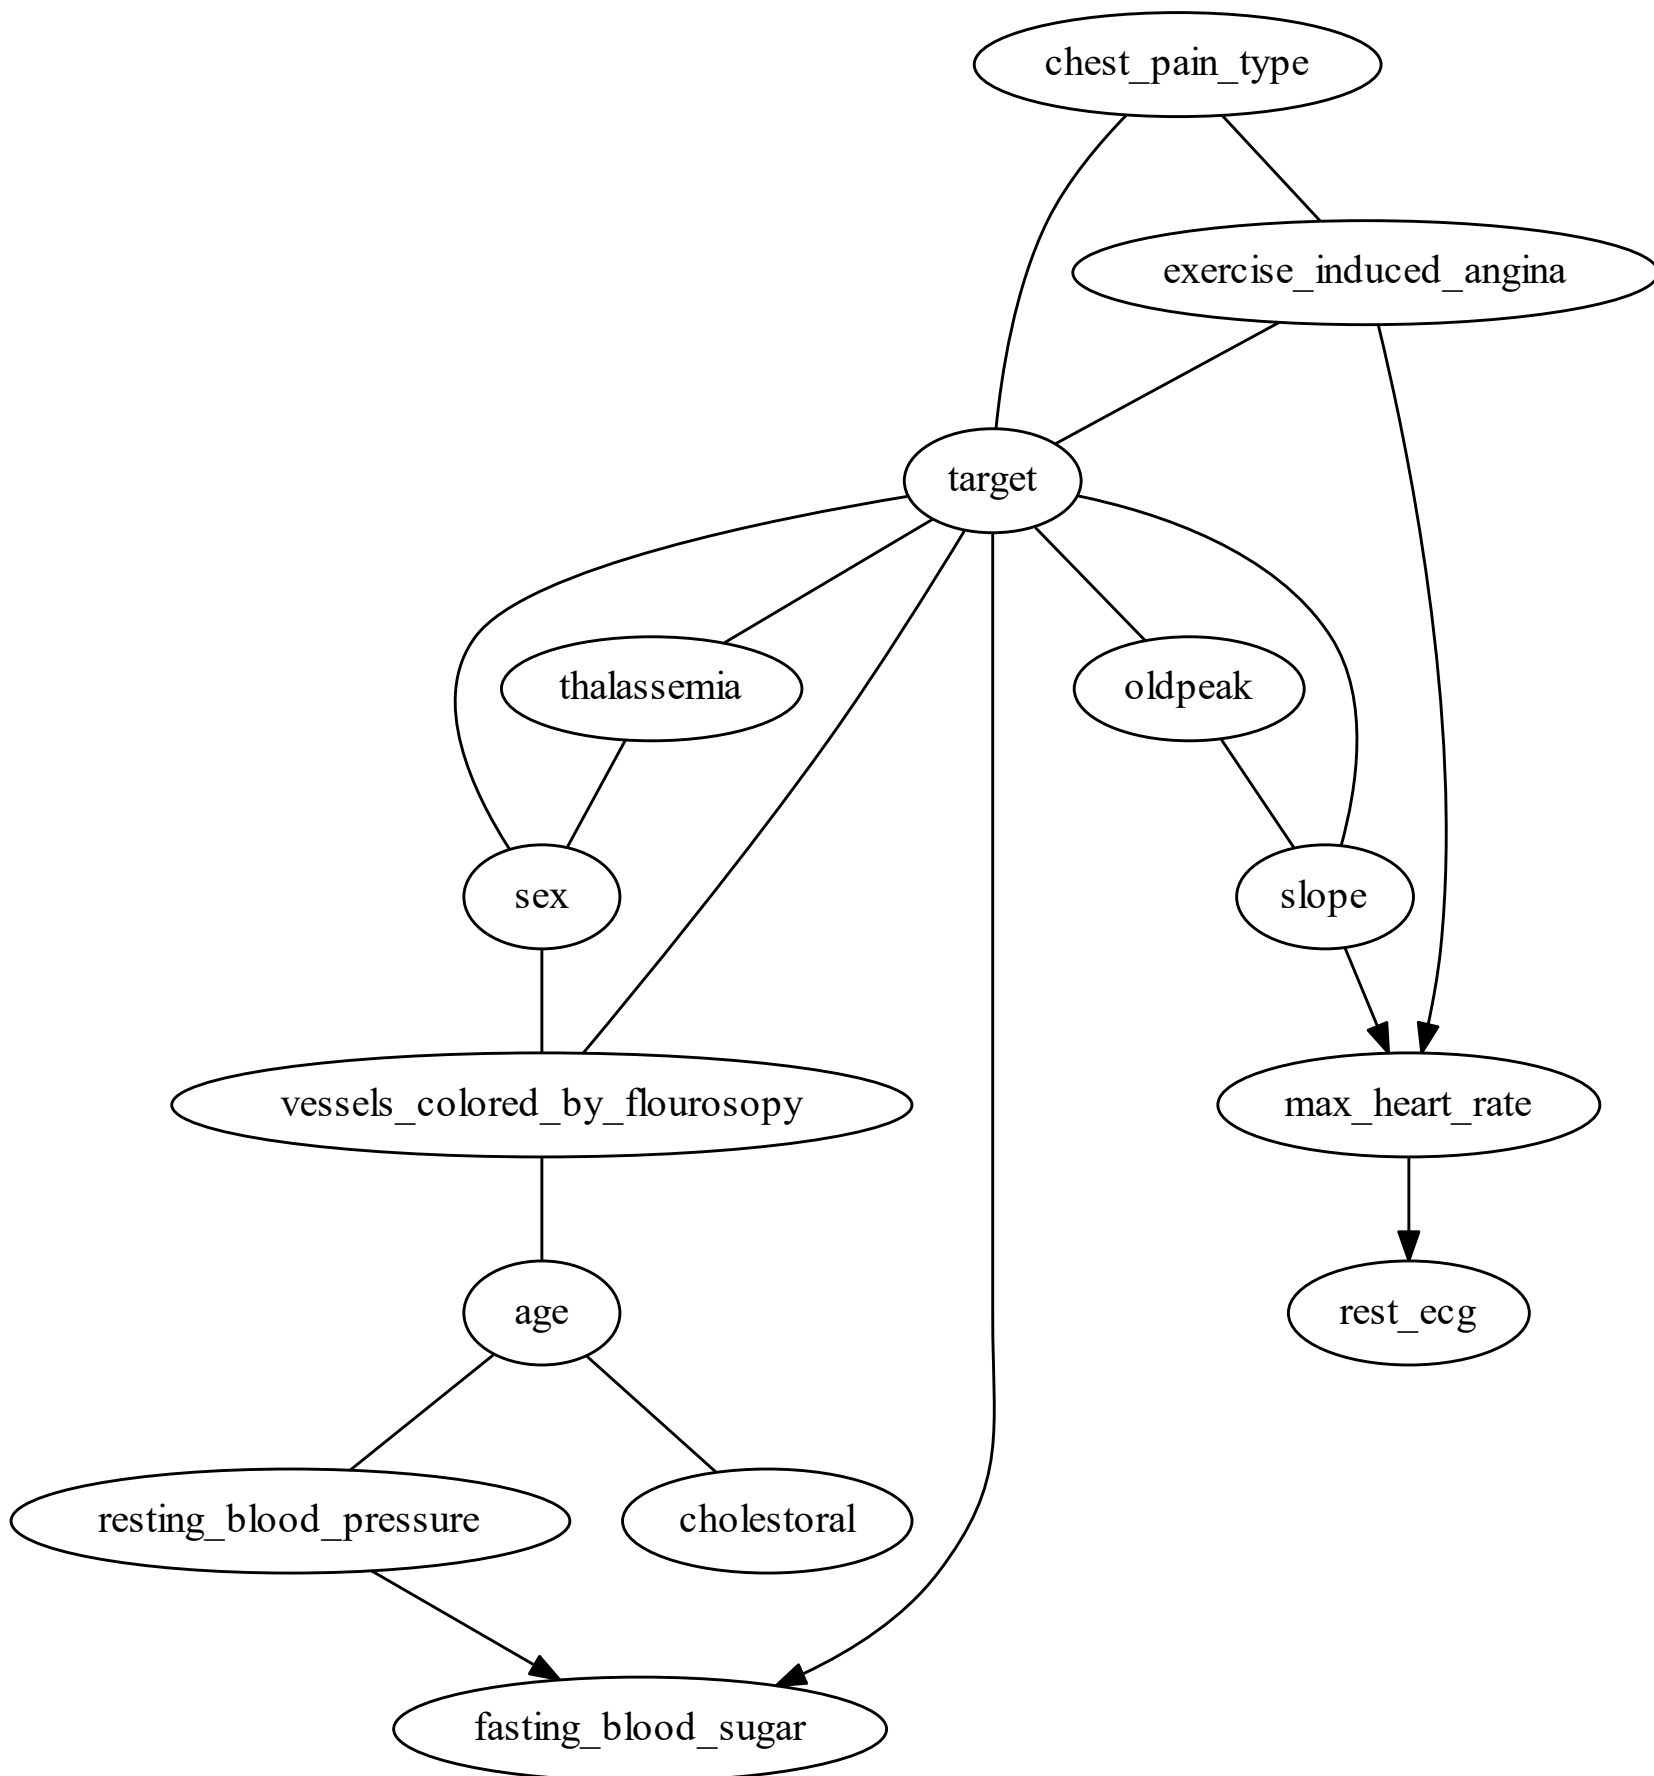 chest_pain_type
exercise_induced_angina
target
thalassemia
oldpeak
sex
slope
vessels_colored_by_flourosopy
max_heart_rate
age
rest_ecg
resting_blood_pressure
cholestoral
fasting_blood_sugar